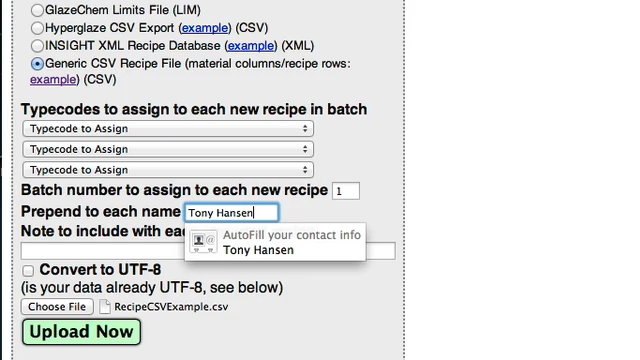 GlazeChem Limits File (LIM)
Hyperglaze CSV Export (example) (CSV)
INSIGHT XML Recipe Database (example) (XML)
Generic CSV Recipe File (material columns/recipe rows:
example) (CSV)
Typecodes to assign to each new recipe in batch
Typecode to Assign
Typecode to Assign
Typecode to Assign
Batch number to assign to each new recipe 1
Prepend to each name Tony Hansen
AutoFill your contact info
Note to include with eac
Tony Hansen
Convert to UTF-8
(is your data already UTF-8, see below)
Choose File RecipeCSVExample.csv
Upload Now